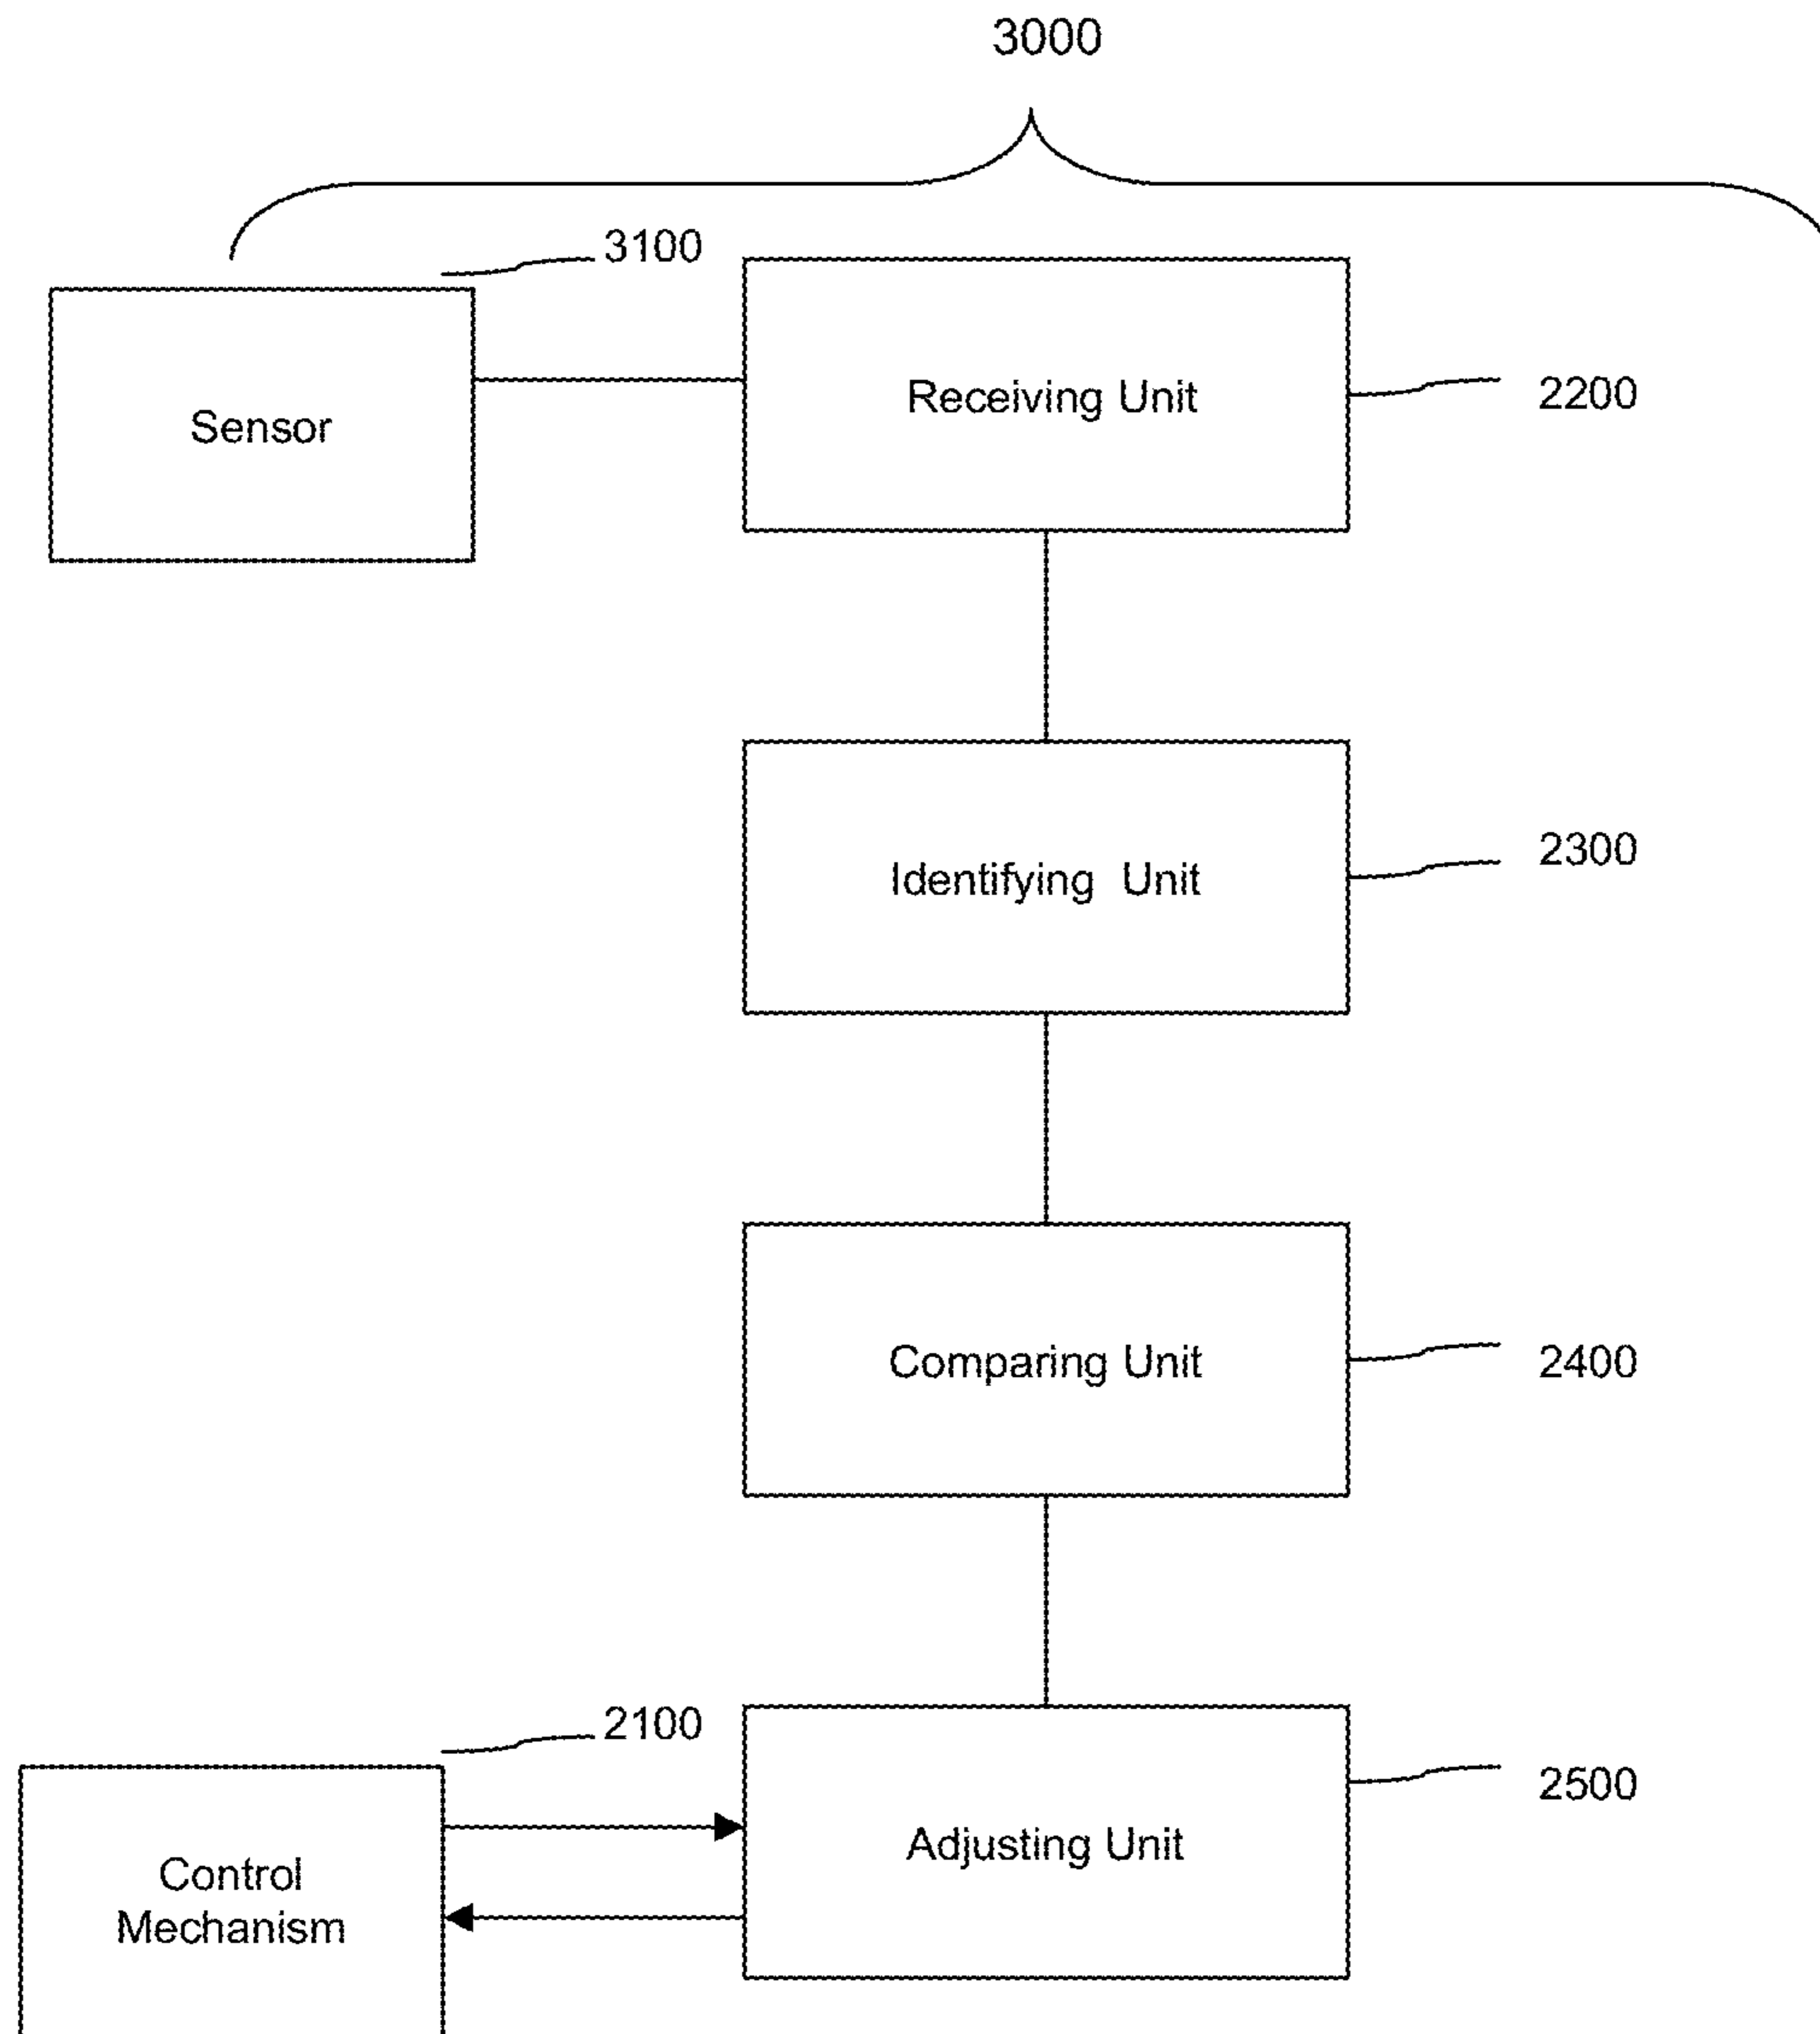 3000
3100
Sensor
Receiving Unit
2200
Identifying Unit
2300
Comparing Unit
2400
2100
Control
Mechanism
Adjusting Unit
2500